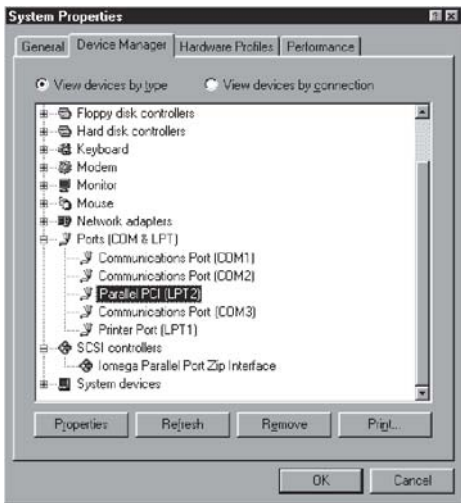 System Properties
General Device Manager Hardware Profiles Performance
View devices by type View devices by connection
Floppy disk controllers
Hard disk controllers
Keyboard
Modem
Monitor
Mouse
Network adapters
Ports (COM & LPT)
Communications Port (COM1)
Communications Port (COM2)
Parallel PCI (LPT2)
Communications Port (COM3)
Printer Port (LPT1)
SCSI controllers
Iomega Parallel Port Zip Interface
System devices
Properties Refresh Remove Print...
OK Cancel